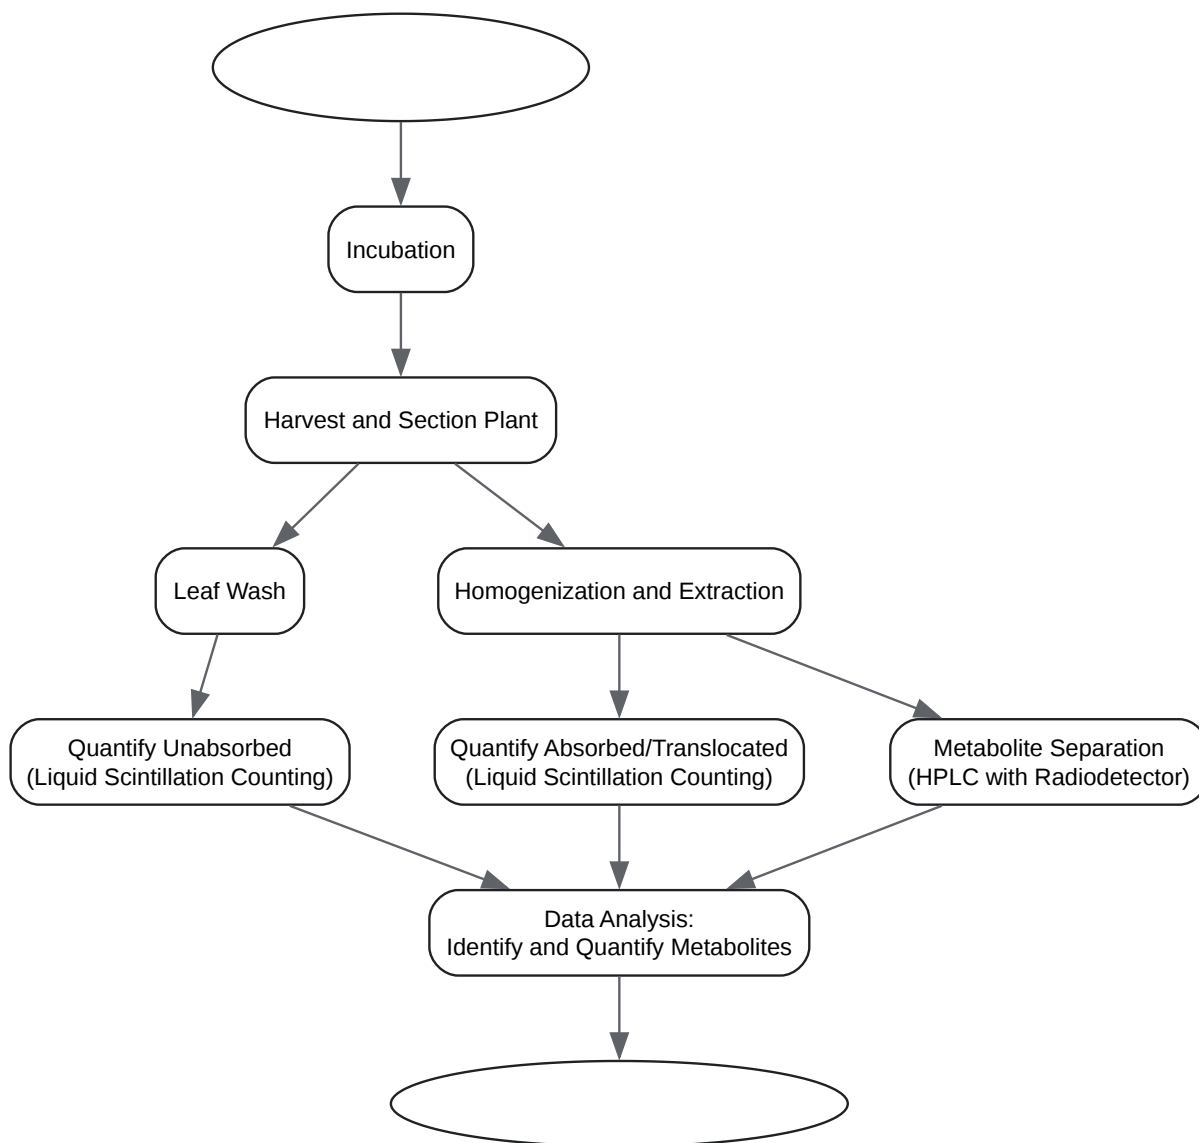 Incubation
Harvest and Section Plant
Leaf Wash
Homogenization and Extraction
Quantify Unabsorbed
(Liquid Scintillation Counting)
Quantify Absorbed/Translocated
(Liquid Scintillation Counting)
Metabolite Separation
(HPLC with Radiodetector)
Data Analysis:
Identify and Quantify Metabolites